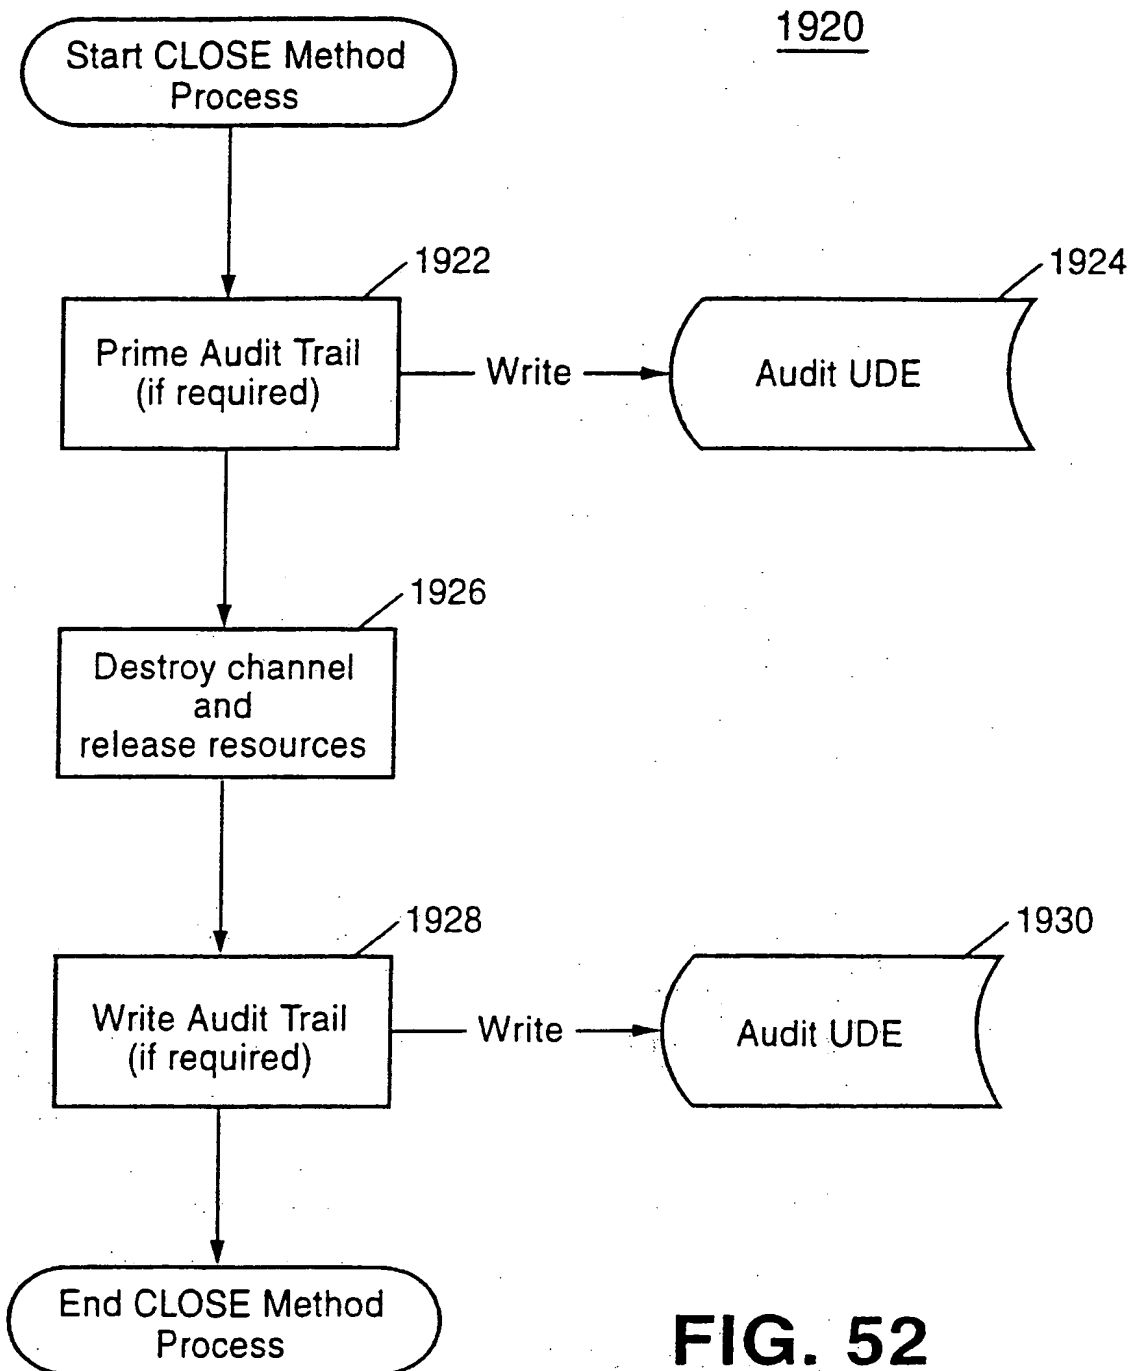 1920
Start CLOSE Method
Process
1922
1924
Prime Audit Trail
(if required)
Write
Audit UDE
1926
Destroy channel
and
release resources
1928
1930
Write Audit Trail
(if required)
Write
Audit UDE
End CLOSE Method
Process
FIG. 52